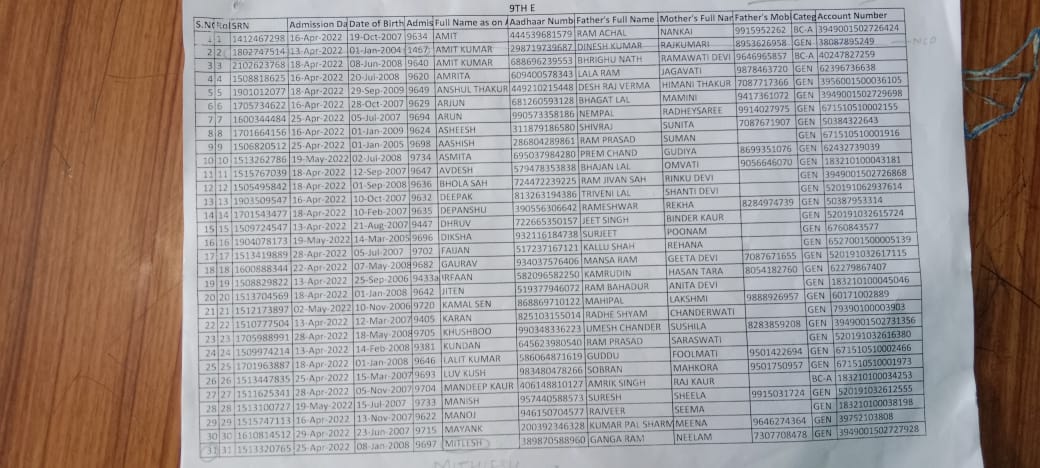 9TH E
S.N Rol SRN Admission Da Date of Birth Admis Full Name as on A Aadhaar Numb Father's Full Name Mother's Full Nar Father's Mob Categ Account Number
1 1 1412467298 16-Apr-2022 19-Oct-2007 9634 AMIT 444539681579 RAM ACHAL NANKAI 9915952262 BC-A 3949001502726424
2 2 1802747514 13-Apr-2022 01-Jan-2004 1467 AMIT KUMAR 298719739687 DINESH KUMAR RAJKUMARI 8953626958 GEN 38087895249
3 3 2102623768 18-Apr-2022 08-Jun-2008 9640 AMIT KUMAR 688696239553 BHRIGHU NATH RAMAWATI DEVI 9646965857 BC-A 40247827259
4 4 1508818625 16-Apr-2022 20-Jul-2008 9620 AMRITA 609400578343 LALA RAM JAGAVATI 9878463720 GEN 62396736638
5 5 1901012077 18-Apr-2022 29-Sep-2009 9649 ANSHUL THAKUR 449210215448 DESH RAJ VERMA HIMANI THAKUR 7087717366 GEN 3956001500036105
6 6 1705734622 16-Apr-2022 28-Oct-2007 9629 ARJUN 681260593128 BHAGAT LAL MAMINI 9417361072 GEN 3949001502729698
7 7 1600344484 25-Apr-2022 05-Jul-2007 9694 ARUN 990573358186 NEMPAL RADHEYSAREE 9914027975 GEN 671510510002155
8 8 1701664156 16-Apr-2022 01-Jan-2009 9624 ASHEESH 311879186580 SHIVRAJ SUNITA 7087671907 GEN 50384322643
9 9 1506820512 25-Apr-2022 01-Jan-2005 9698 AASHISH 286804289861 RAM PRASAD SUMAN GEN 671510510001916
10 10 1513262786 19-May-2022 02-Jul-2008 9734 ASMITA 695037984280 PREM CHAND GUDIYA 8699351076 GEN 62432739039
11 11 1515767039 18-Apr-2022 12-Sep-2007 9647 AVDESH 579478353838 BHAJAN LAL OMVATI 9056646070 GEN 183210100043181
12 12 1505495842 18-Apr-2022 01-Sep-2008 9636 BHOLA SAH 724472239225 RAM JIVAN SAH RINKU DEVI GEN 3949001502726868
13 13 1903509547 16-Apr-2022 10-Oct-2007 9632 DEEPAK 813263194386 TRIVENI LAL SHANTI DEVI GEN 520191062937614
14 14 1701543477 18-Apr-2022 10-Feb-2007 9635 DEPANSHU 390556306642 RAMESHWAR REKHA 8284974739 GEN 50387953314
15 15 1509724547 13-Apr-2022 21-Aug-2007 9447 DHRUV 722665350157 JEET SINGH BINDER KAUR GEN 520191032615724
16 16 1904078173 19-May-2022 14-Mar-2005 9696 DIKSHA 932116184738 SURJEET POONAM GEN 6760843577
17 17 1513419889 28-Apr-2022 05-Jul-2007 9702 FAIJAN 517237167121 KALLU SHAH REHANA GEN 6527001500005139
18 18 1600888344 22-Apr-2022 07-May-2008 9682 GAURAV 934037576406 MANSA RAM GEETA DEVI 7087671655 GEN 520191032617115
19 19 1508829822 13-Apr-2022 25-Sep-2006 9433a IRFAAN 582096582250 KAMRUDIN HASAN TARA 8054182760 GEN 62279867407
20 20 1513704569 18-Apr-2022 01-Jan-2008 9642 JITEN 519377946072 RAM BAHADUR ANITA DEVI GEN 183210100045046
21 21 1512173897 02-May-2022 10-Nov-2006 9720 KAMAL SEN 868869710122 MAHIPAL LAKSHMI 9888926957 GEN 60171002889
22 22 1510777504 13-Apr-2022 12-Mar-2007 9405 KARAN 825103155014 RADHE SHYAM CHANDERWATI GEN 79390100003903
23 23 1705988991 28-Apr-2022 18-May-2008 9705 KHUSHBOO 990348336223 UMESH CHANDER SUSHILA 8283859208 GEN 3949001502731356
24 24 1509974214 13-Apr-2022 14-Feb-2008 9381 KUNDAN 645623980540 RAM PRASAD SARASWATI GEN 520191032616380
25 25 1701963887 18-Apr-2022 01-Jan-2008 9646 LALIT KUMAR 586064871619 GUDDU FOOLMATI 9501422694 GEN 671510510002466
26 26 1513447835 25-Apr-2022 15-Mar-2007 9693 LUV KUSH 983480478266 SOBRAN MAHKORA 9501750957 GEN 671510510001973
27 27 1511625341 28-Apr-2022 05-Nov-2007 9704 MANDEEP KAUR 406148810127 AMRIK SINGH RAJ KAUR BC-A 183210100034253
28 28 1513100727 19-May-2022 15-Jul-2007 9733 MANISH 957440588573 SURESH SHEELA 9915031724 GEN 520191032612555
29 29 1515747113 16-Apr-2022 13-Nov-2007 9622 MANOJ 946150704577 RAJVEER SEEMA GEN 183210100038198
30 30 1610814512 29-Apr-2022 23-Jun-2007 9715 MAYANK 200392346328 KUMAR PAL SHARM MEENA 9646274364 GEN 39752103808
31 31 1513320765 25-Apr-2022 08-Jan-2008 9697 MITLESH 389870588960 GANGA RAM NEELAM 7307708478 GEN 3949001502727928